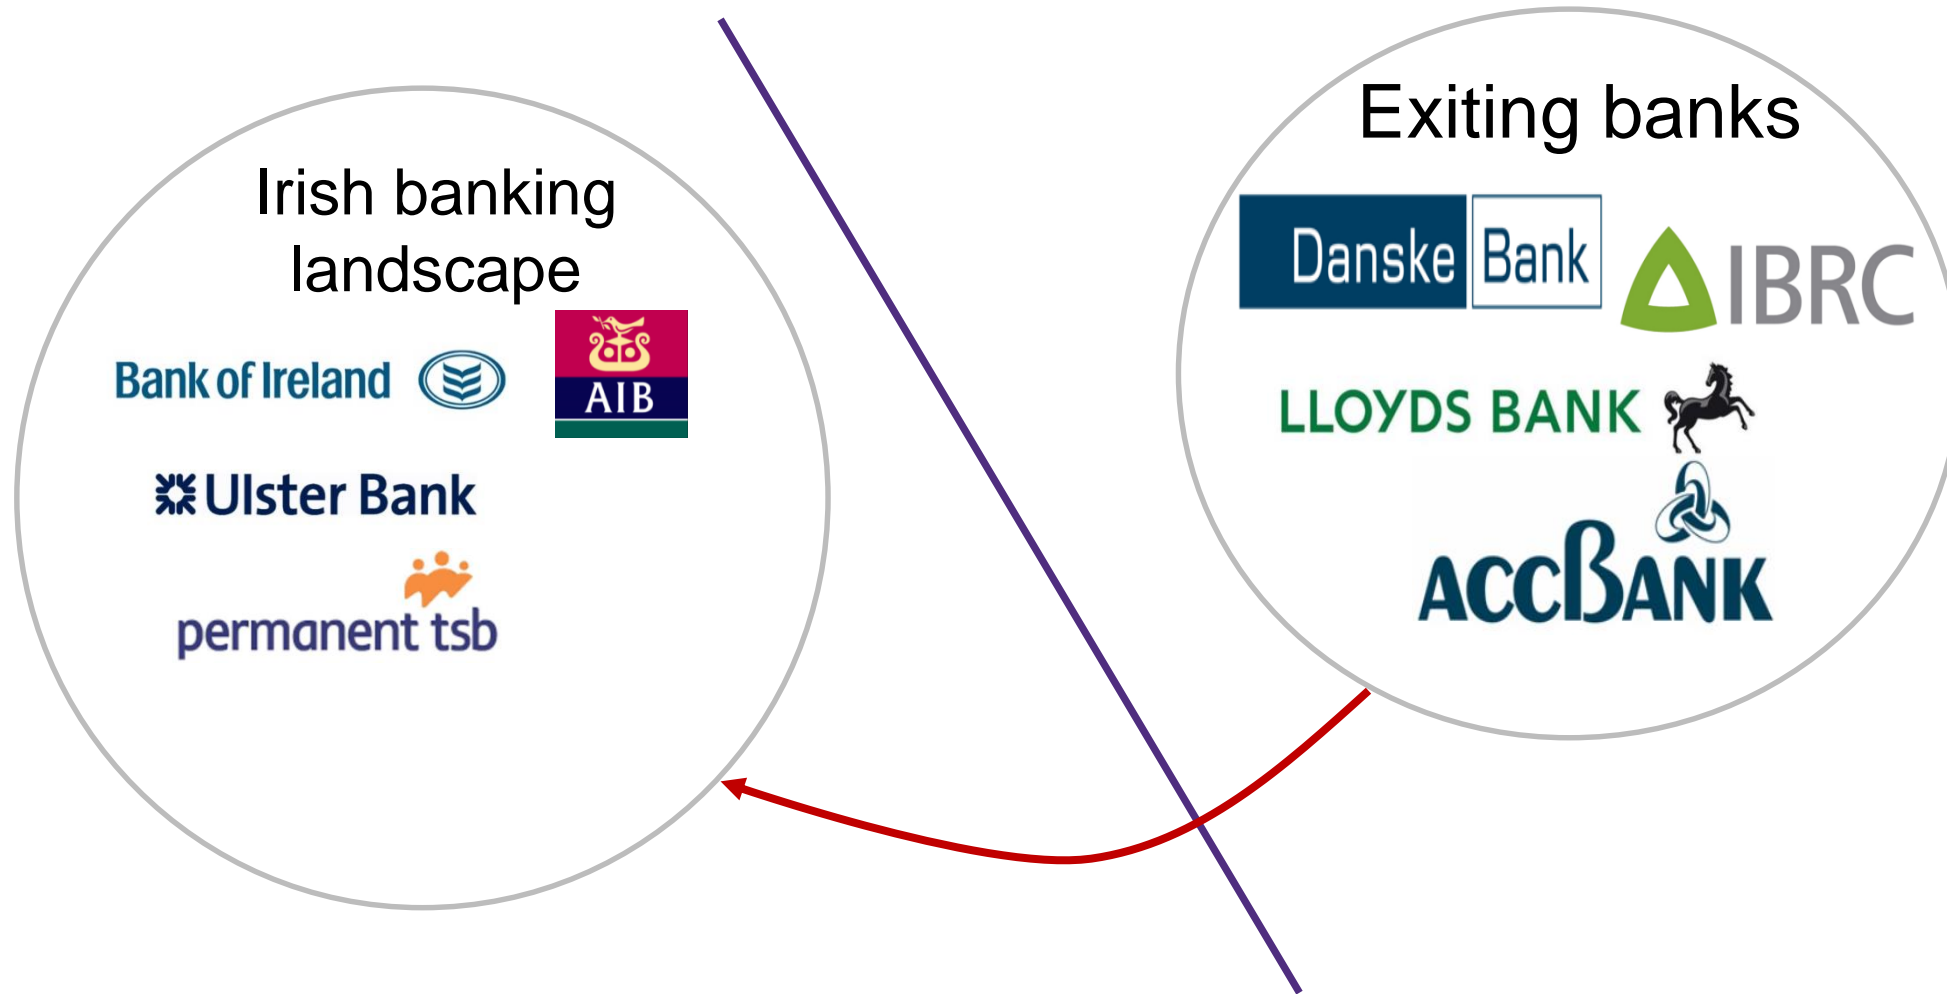 Irish banking
landscape
Bank of Ireland
AIB
Ulster Bank
permanent tsb
Exiting banks
Danske Bank
IBRC
LLOYDS BANK
ACCBANK